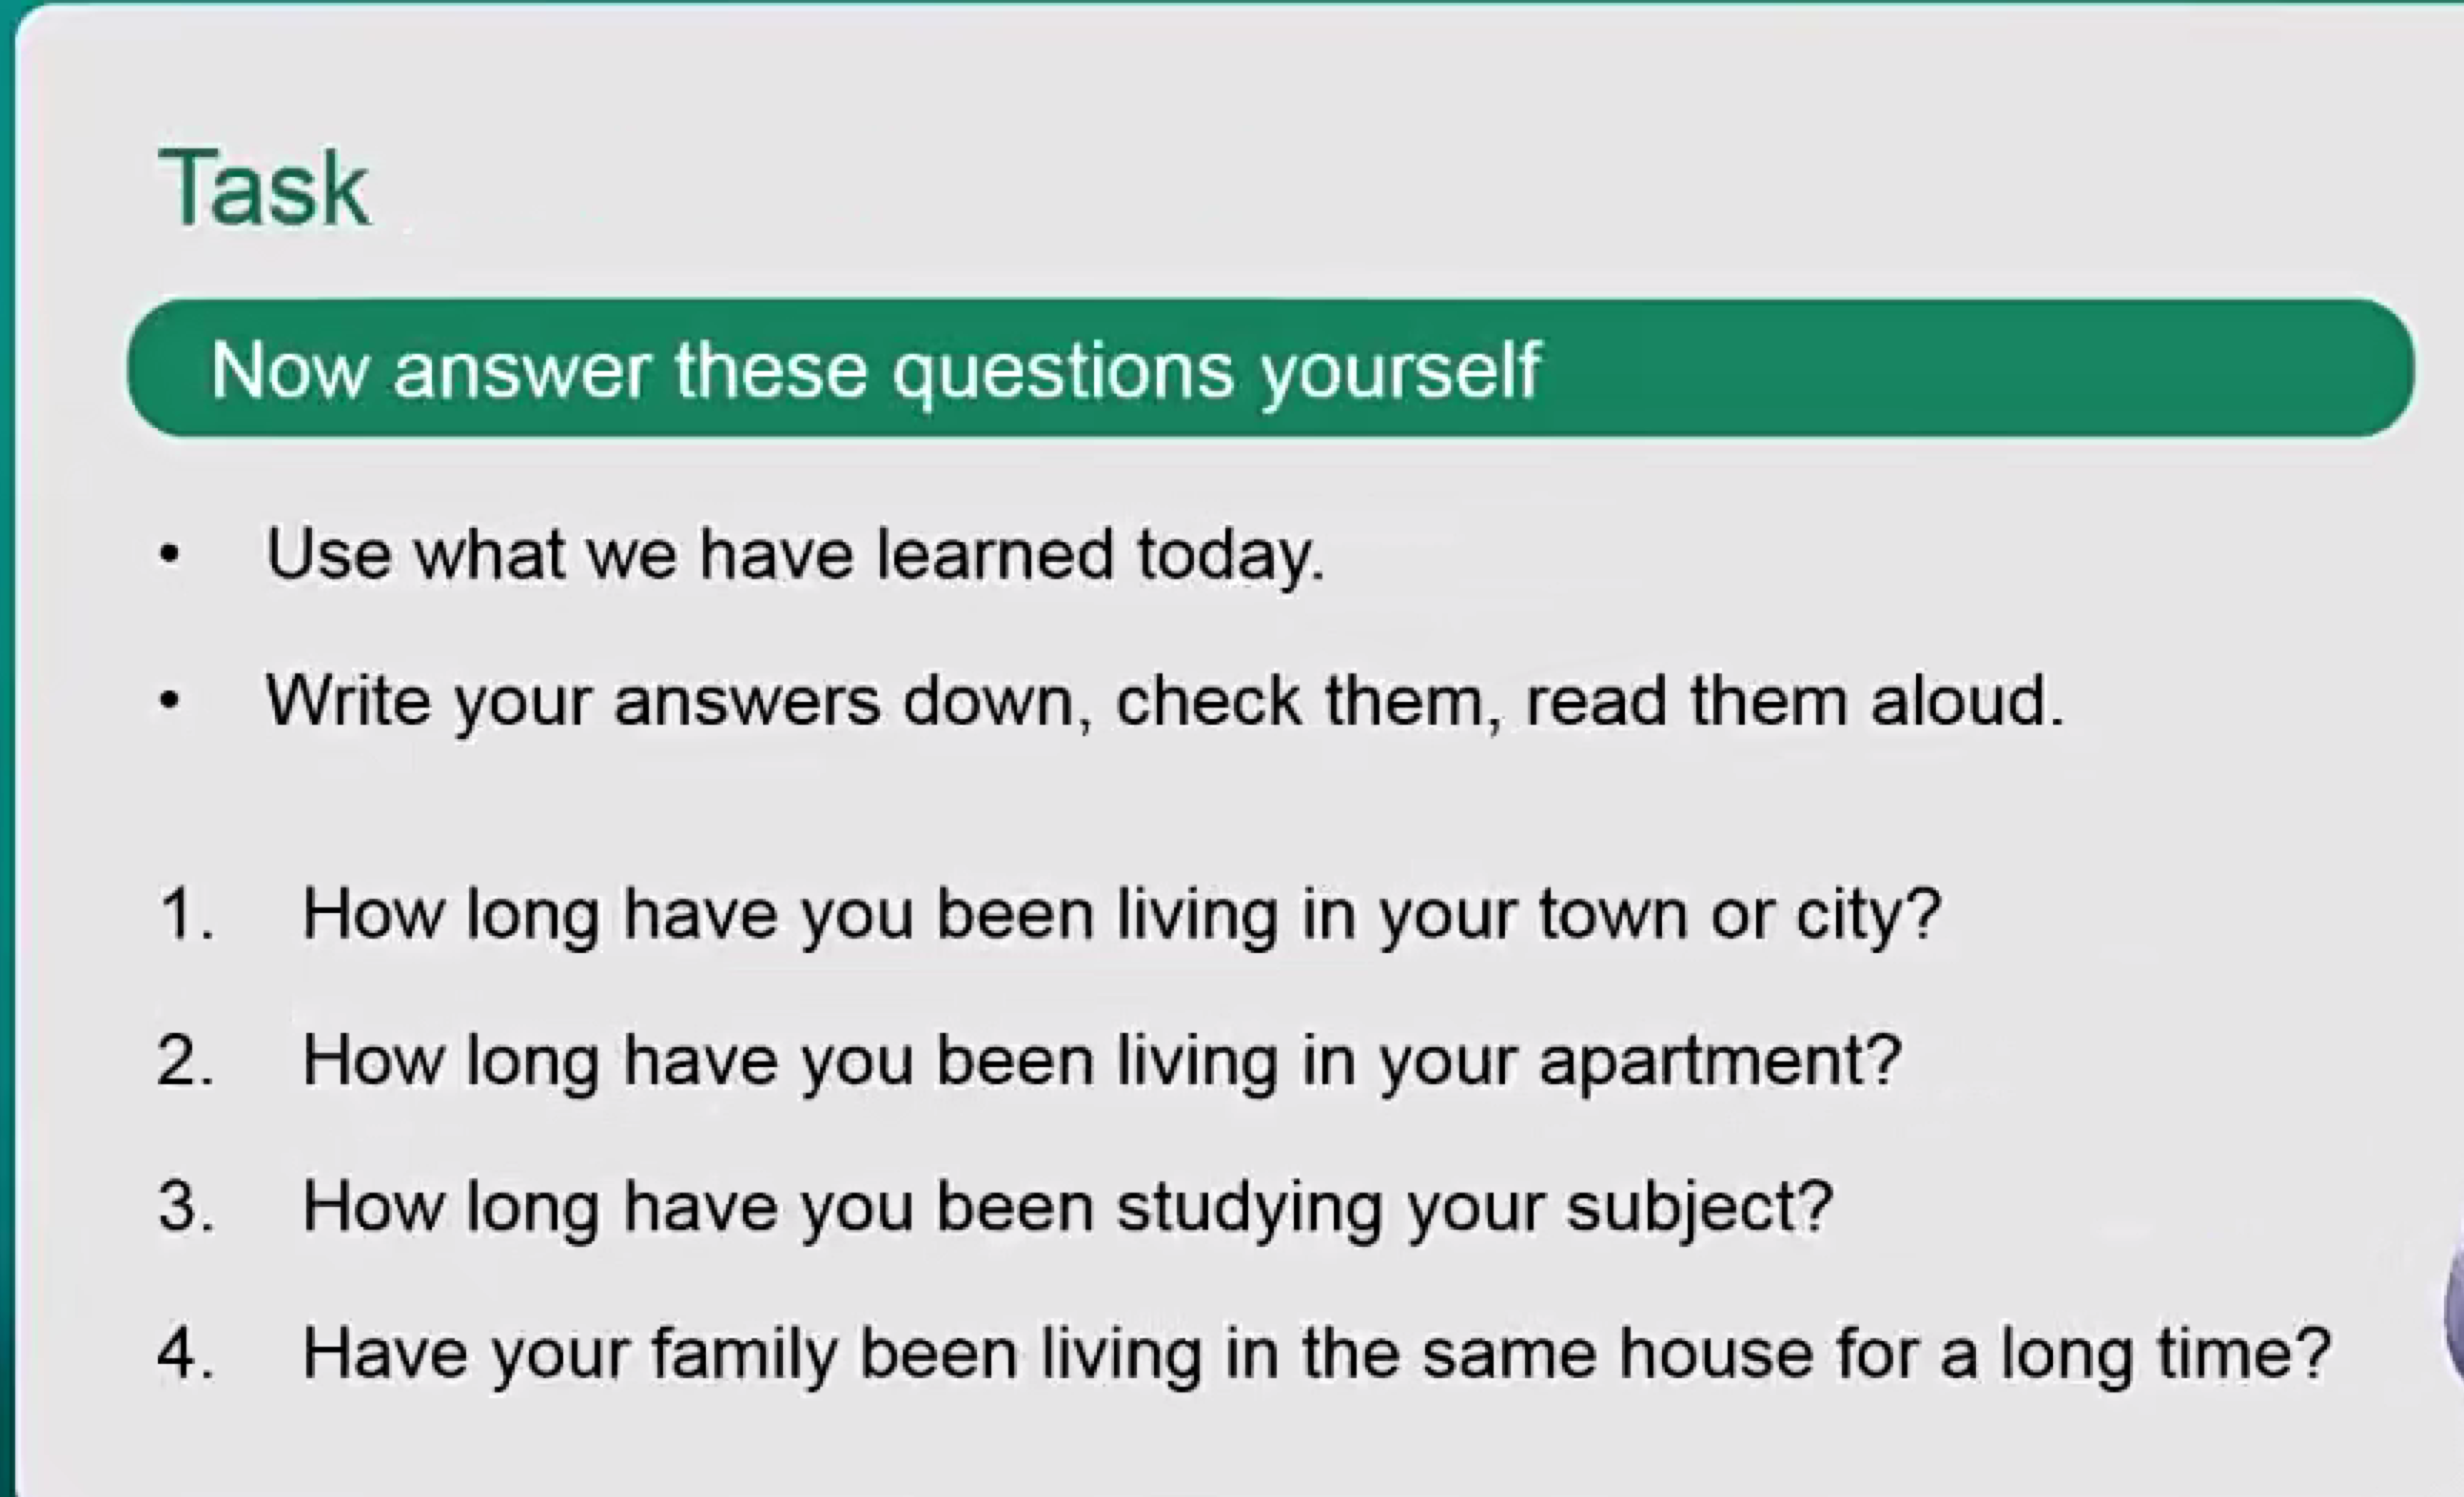 Task
Now answer these questions yourself
• Use what we have learned today.
• Write your answers down, check them, read them aloud.
1. How long have you been living in your town or city?
2. How long have you been living in your apartment?
3. How long have you been studying your subject?
4. Have your family been living in the same house for a long time?